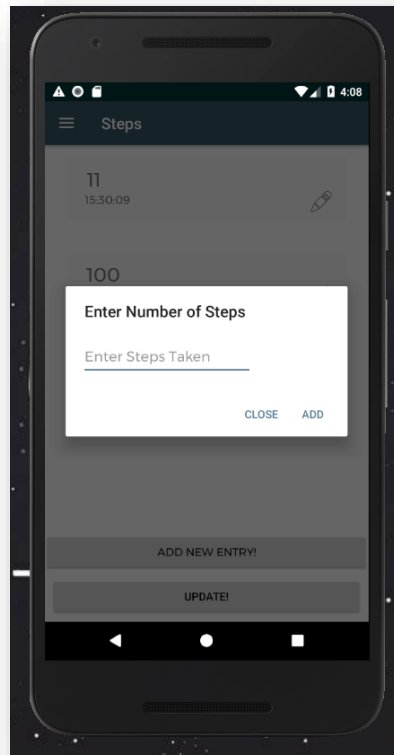 4:08
Steps
11
15:30:09
100
Enter Number of Steps
Enter Steps Taken
CLOSE ADD
ADD NEW ENTRY!
UPDATE!